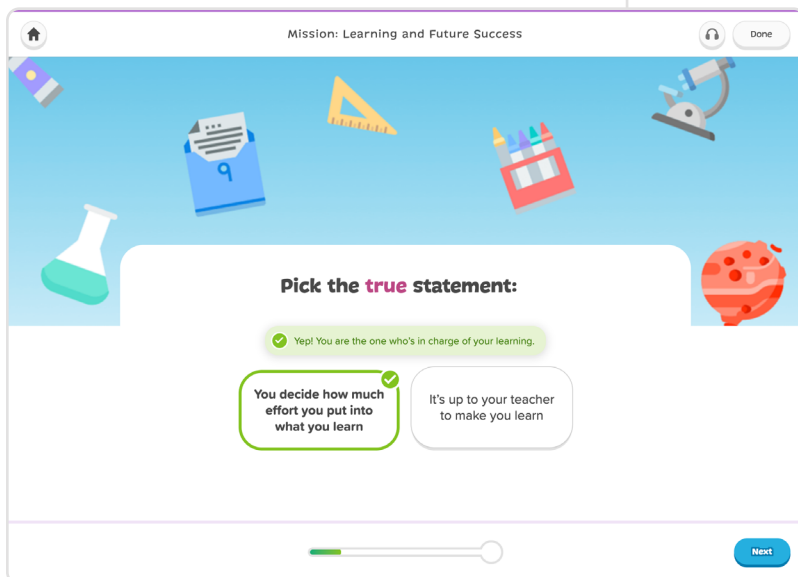 Mission: Learning and Future Success
Done
9
Pick the true statement:
Yep! You are the one who's in charge of your learning.
You decide how much
effort you put into
what you learn
It's up to your teacher
to make you learn
Next